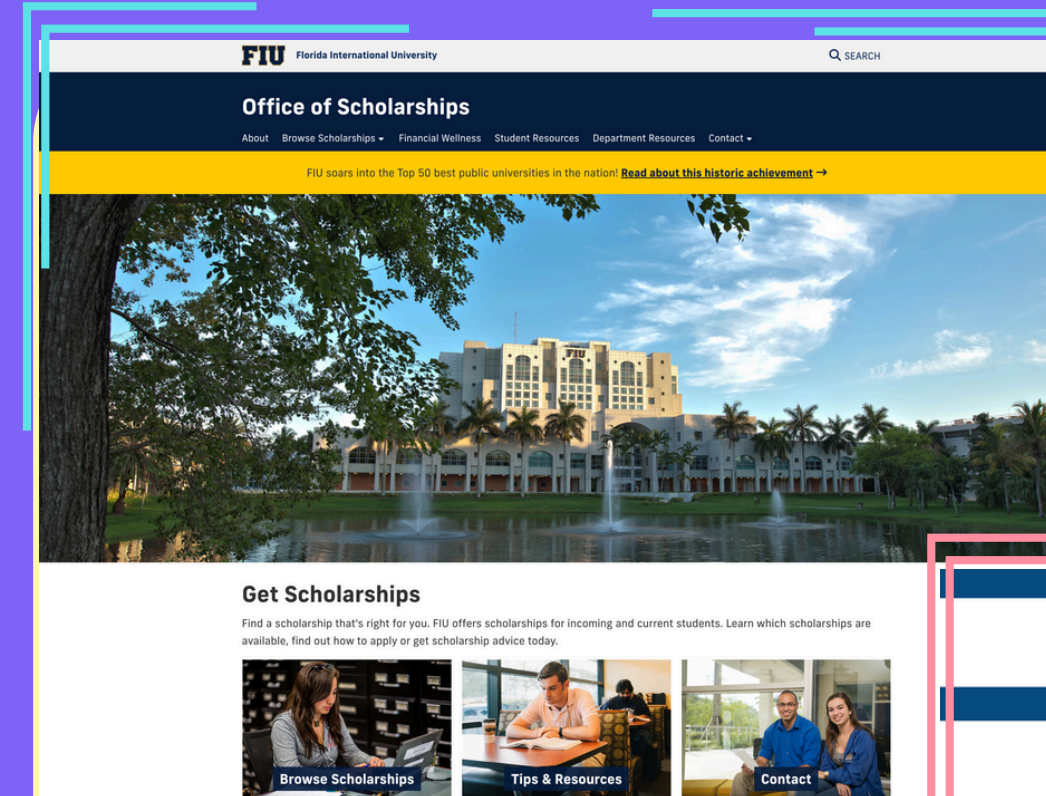 FIU Florida International University SEARCH
Office of Scholarships
About Browse Scholarships Financial Wellness Student Resources Department Resources Contact
FIU soars into the Top 50 best public universities in the nation! Read about this historic achievement →
FIU
Get Scholarships
Find a scholarship that's right for you. FIU offers scholarships for incoming and current students. Learn which scholarships are
available, find out how to apply or get scholarship advice today.
Browse Scholarships Tips & Resources Contact